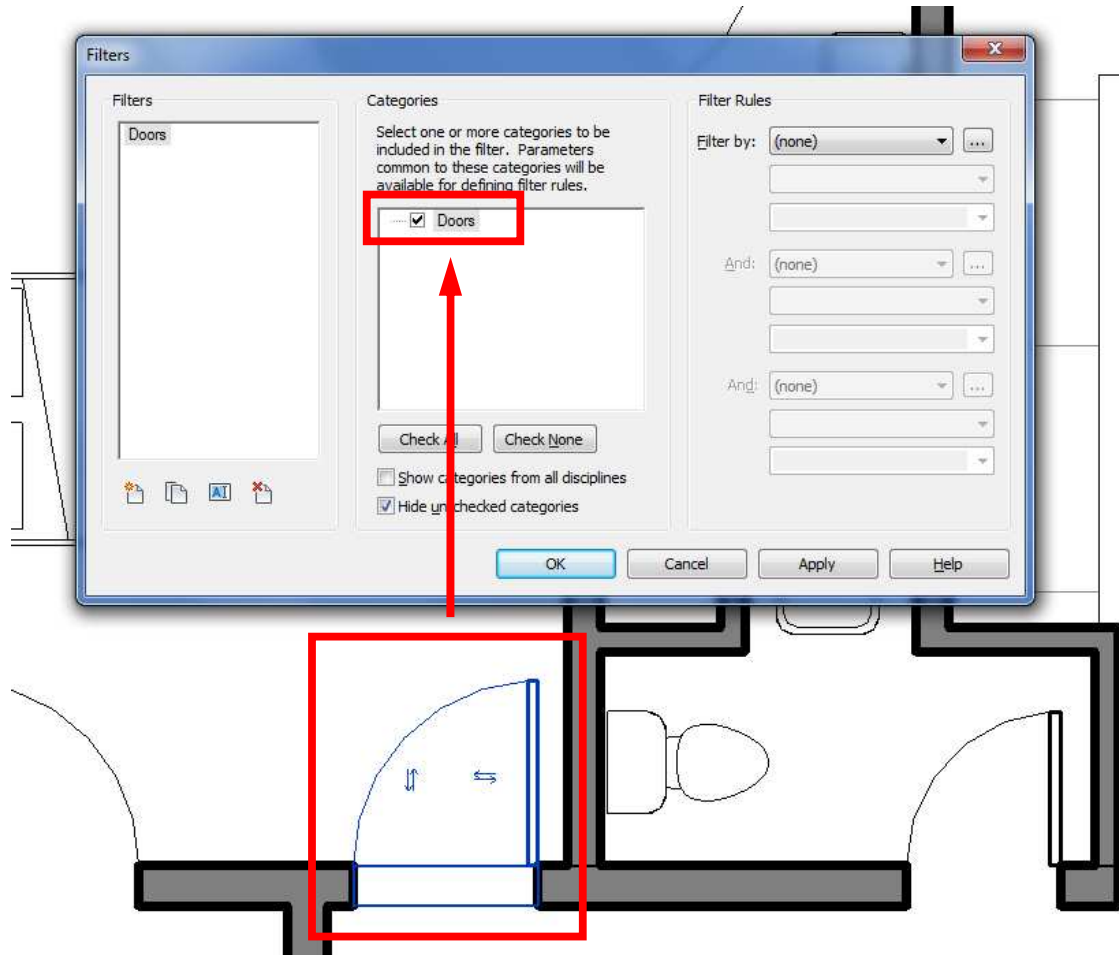 Filters
Filters
Doors
Categories
Select one or more categories to be
included in the filter. Parameters
common to these categories will be
available for defining filter rules.
Doors
Check All
Check None
Show categories from all disciplines
Hide unchecked categories
Filter Rules
Filter by: (none) ...
And: (none) ...
And: (none) ...
OK
Cancel
Apply
Help